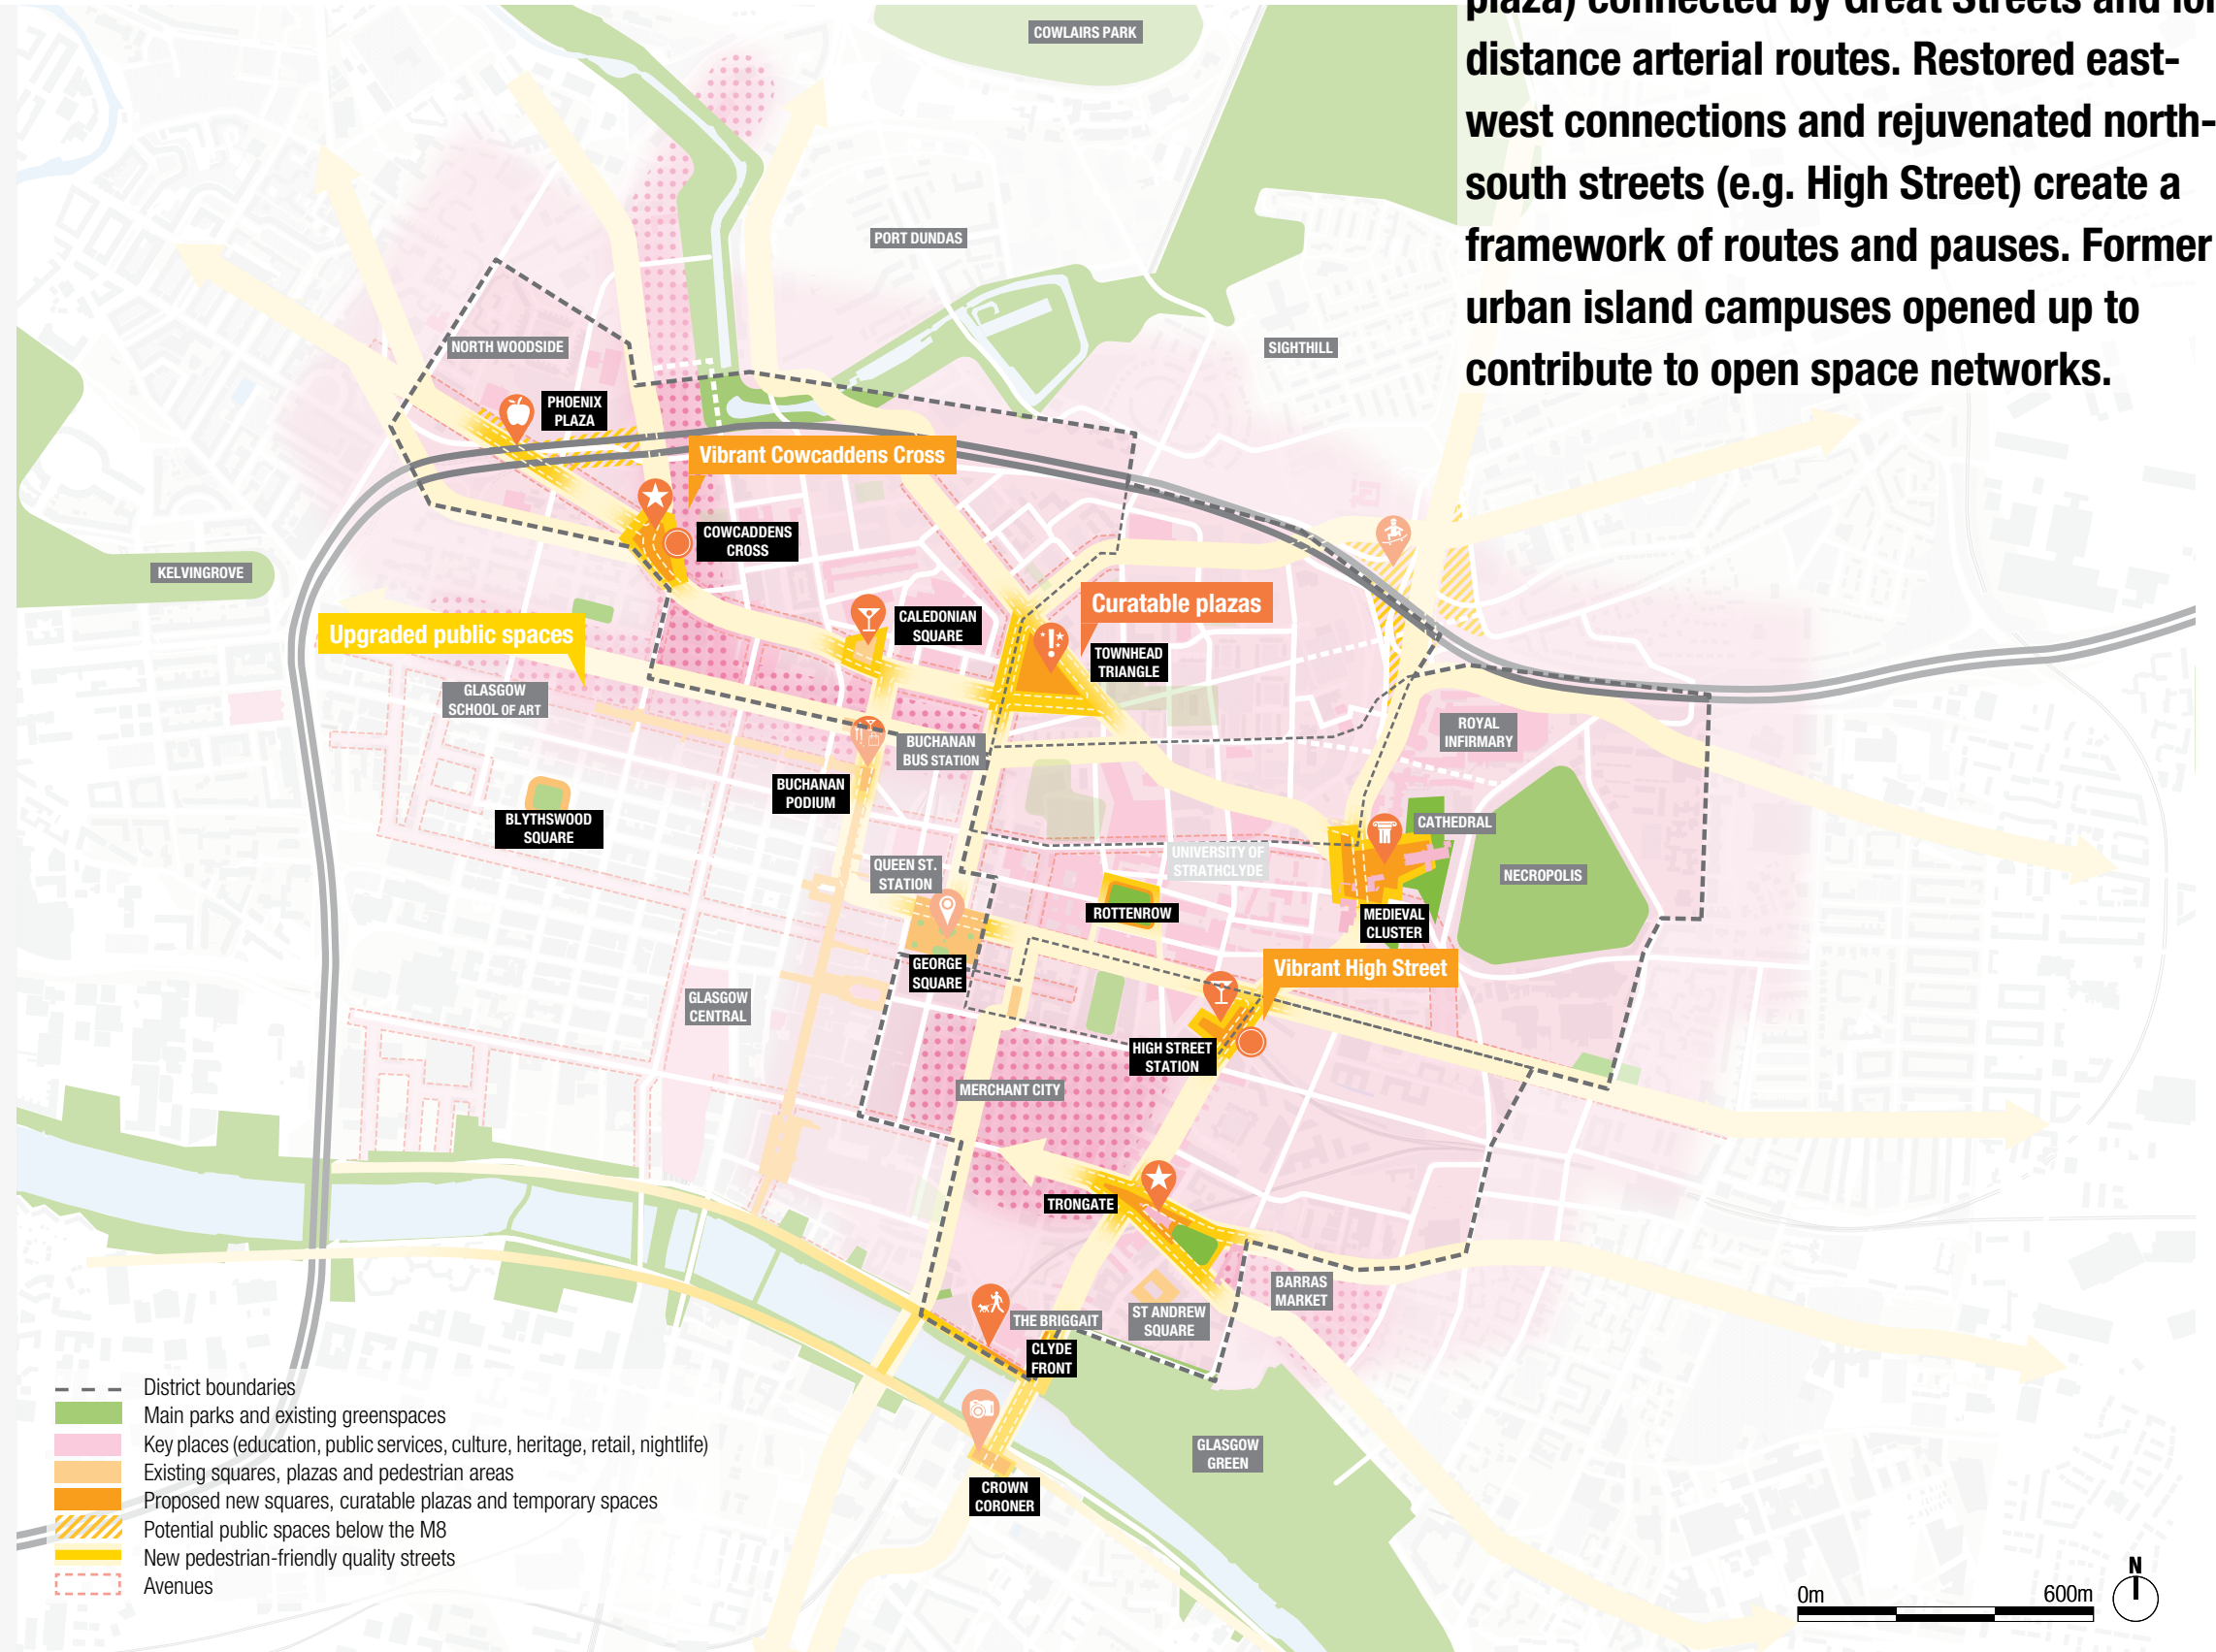 plaza) connected by Great Streets and
distance arterial routes. Restored east-
west connections and rejuvenated north-
south streets (e.g. High Street) create a
framework of routes and pauses. Former
urban island campuses opened up to
contribute to open space networks.
COWLAIRS PARK
PORT DUNDAS
NORTH WOODSIDE
SIGHTHILL
PHOENIX
PLAZA
Vibrant Cowcaddens Cross
COWCADDENS
CROSS
KELVINGROVE
Curatable plazas
CALEDONIAN
SQUARE
Upgraded public spaces
TOWNHEAD
TRIANGLE
GLASGOW
SCHOOL OF ART
ROYAL
INFIRMARY
BUCHANAN
BUS STATION
BUCHANAN
PODIUM
BLYTHSWOOD
SQUARE
CATHEDRAL
UNIVERSITY OF
STRATHCLYDE
QUEEN ST.
STATION
NECROPOLIS
ROTTENROW
MEDIEVAL
CLUSTER
GEORGE
SQUARE
Vibrant High Street
GLASGOW
CENTRAL
HIGH STREET
STATION
MERCHANT CITY
TRONGATE
BARRAS
MARKET
THE BRIGGAIT
ST ANDREW
SQUARE
CLYDE
FRONT
GLASGOW
GREEN
CROWN
CORONER
District boundaries
Main parks and existing greenspaces
Key places (education, public services, culture, heritage, retail, nightlife)
Existing squares, plazas and pedestrian areas
Proposed new squares, curatable plazas and temporary spaces
Potential public spaces below the M8
New pedestrian-friendly quality streets
Avenues
N
0m 600m